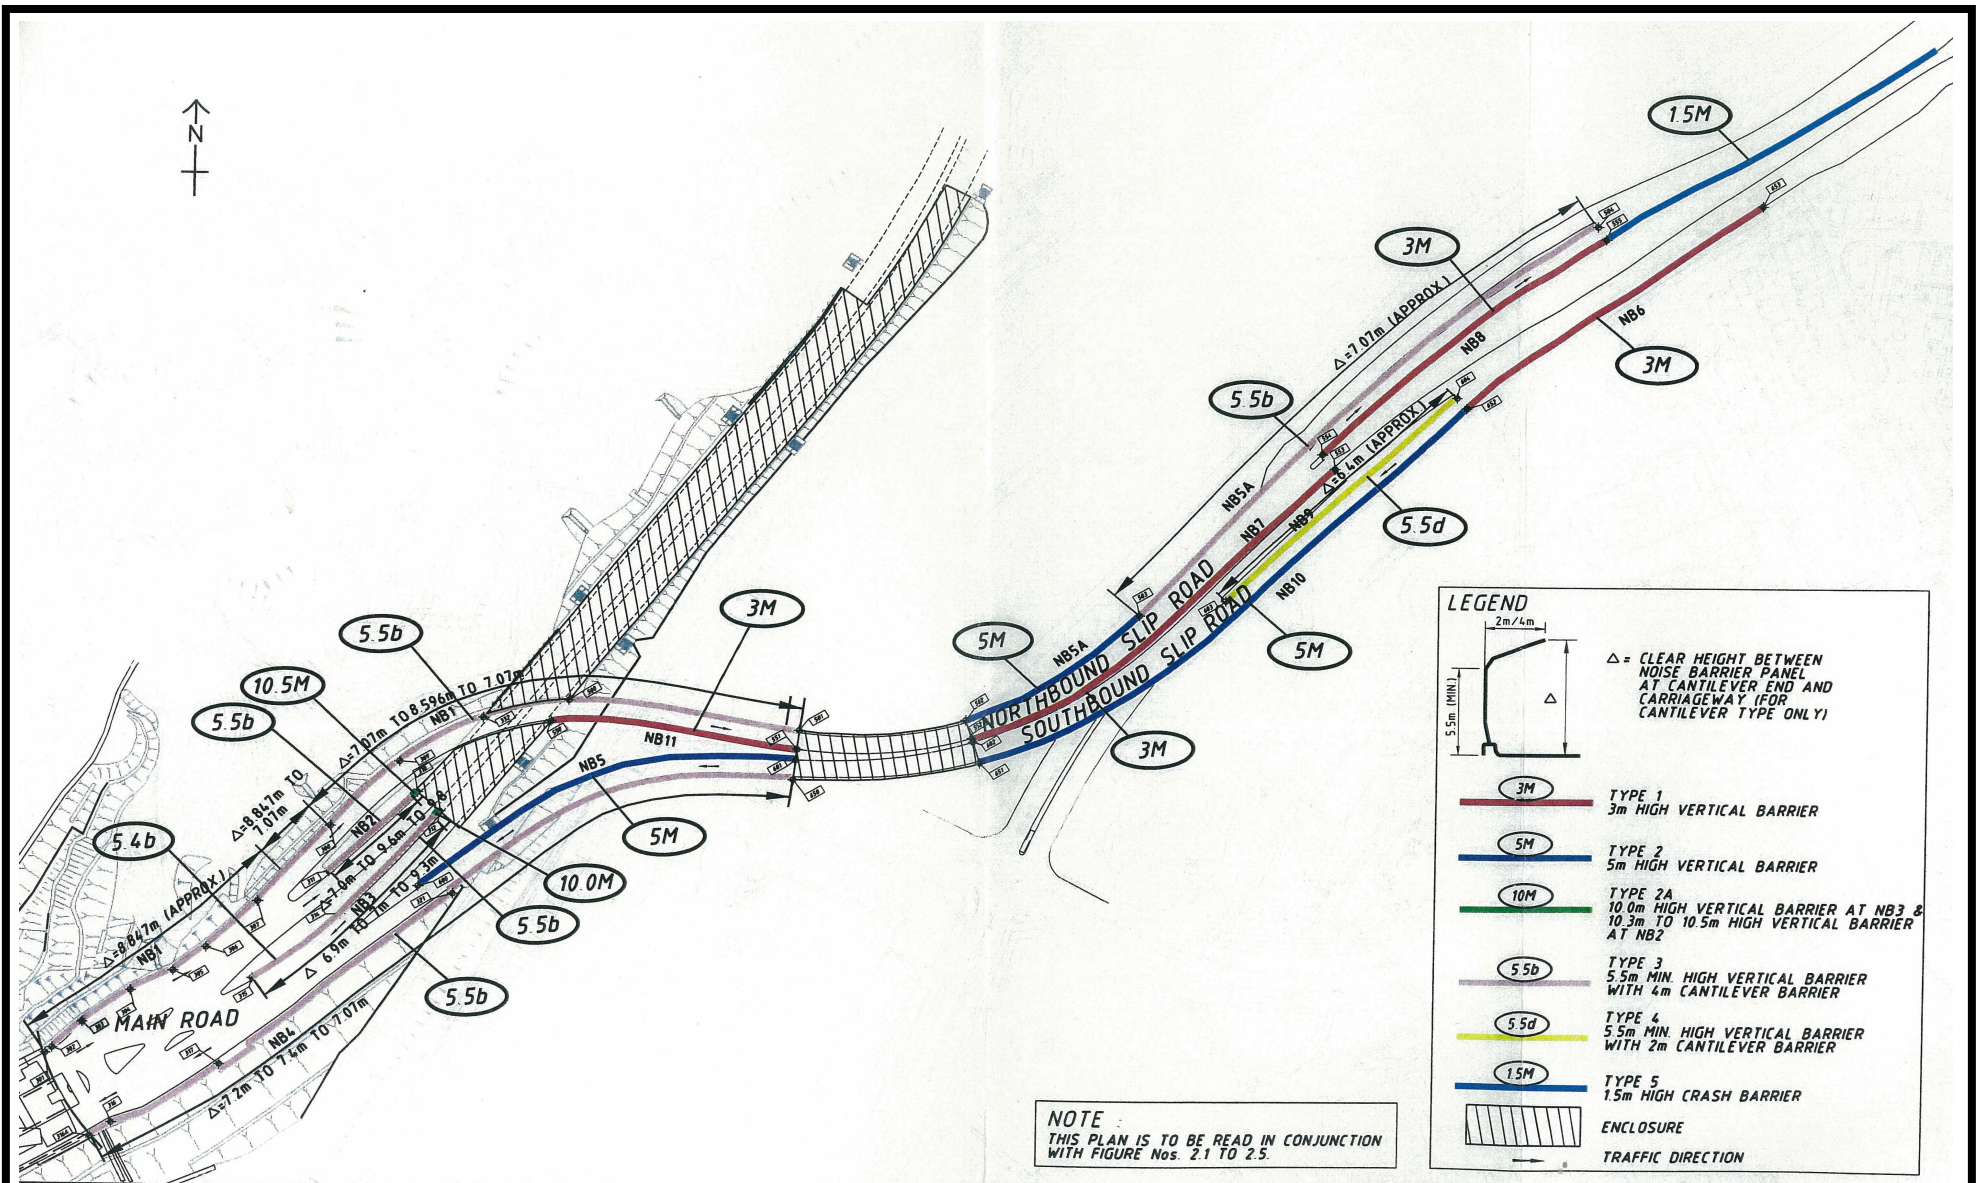 N
1.5M
3M
Δ=7.07m (APPROX)
NB8
NB6
3M
5.5b
Δ=6.4m (APPROX)
NB5A
NB7
NB9
5.5d
NB10
5M
3M
5.5b
10.5M
5.5b
Δ=7.07m TO 8.596m TO 7.07m
NB1
NB11
NB5
5M
NB5A
NORTHBOUND SLIP ROAD
SOUTHBOUND SLIP ROAD
3M
5M
Δ=8.847m TO
7.07m
NB2
5.4b
10.0M
5.5b
NB3
Δ=8.847m (APPROX)
NB1
5.5b
MAIN ROAD
NB4
Δ=7.2m TO 7.4m TO 7.07m
LEGEND
2m/4m
5.5m (MIN.)
Δ
Δ = CLEAR HEIGHT BETWEEN
NOISE BARRIER PANEL
AT CANTILEVER END AND
CARRIAGEWAY (FOR
CANTILEVER TYPE ONLY)
3M
TYPE 1
3m HIGH VERTICAL BARRIER
5M
TYPE 2
5m HIGH VERTICAL BARRIER
10M
TYPE 2A
10.0m HIGH VERTICAL BARRIER AT NB3 &
10.3m TO 10.5m HIGH VERTICAL BARRIER
AT NB2
5.5b
TYPE 3
5.5m MIN. HIGH VERTICAL BARRIER
WITH 4m CANTILEVER BARRIER
5.5d
TYPE 4
5.5m MIN. HIGH VERTICAL BARRIER
WITH 2m CANTILEVER BARRIER
1.5M
TYPE 5
1.5m HIGH CRASH BARRIER
ENCLOSURE
TRAFFIC DIRECTION
NOTE :
THIS PLAN IS TO BE READ IN CONJUNCTION
WITH FIGURE Nos. 2.1 TO 2.5.